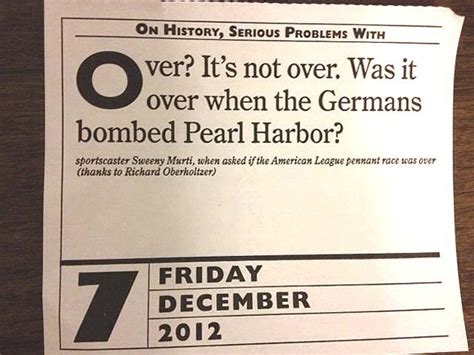 ON HISTORY, SERIOUS PROBLEMS WITH
Over? It's not over. Was it
over when the Germans
bombed Pearl Harbor?
sportscaster Sweeny Murti, when asked if the American League pennant race was over
(thanks to Richard Oberholtzer)
7 FRIDAY
DECEMBER
2012